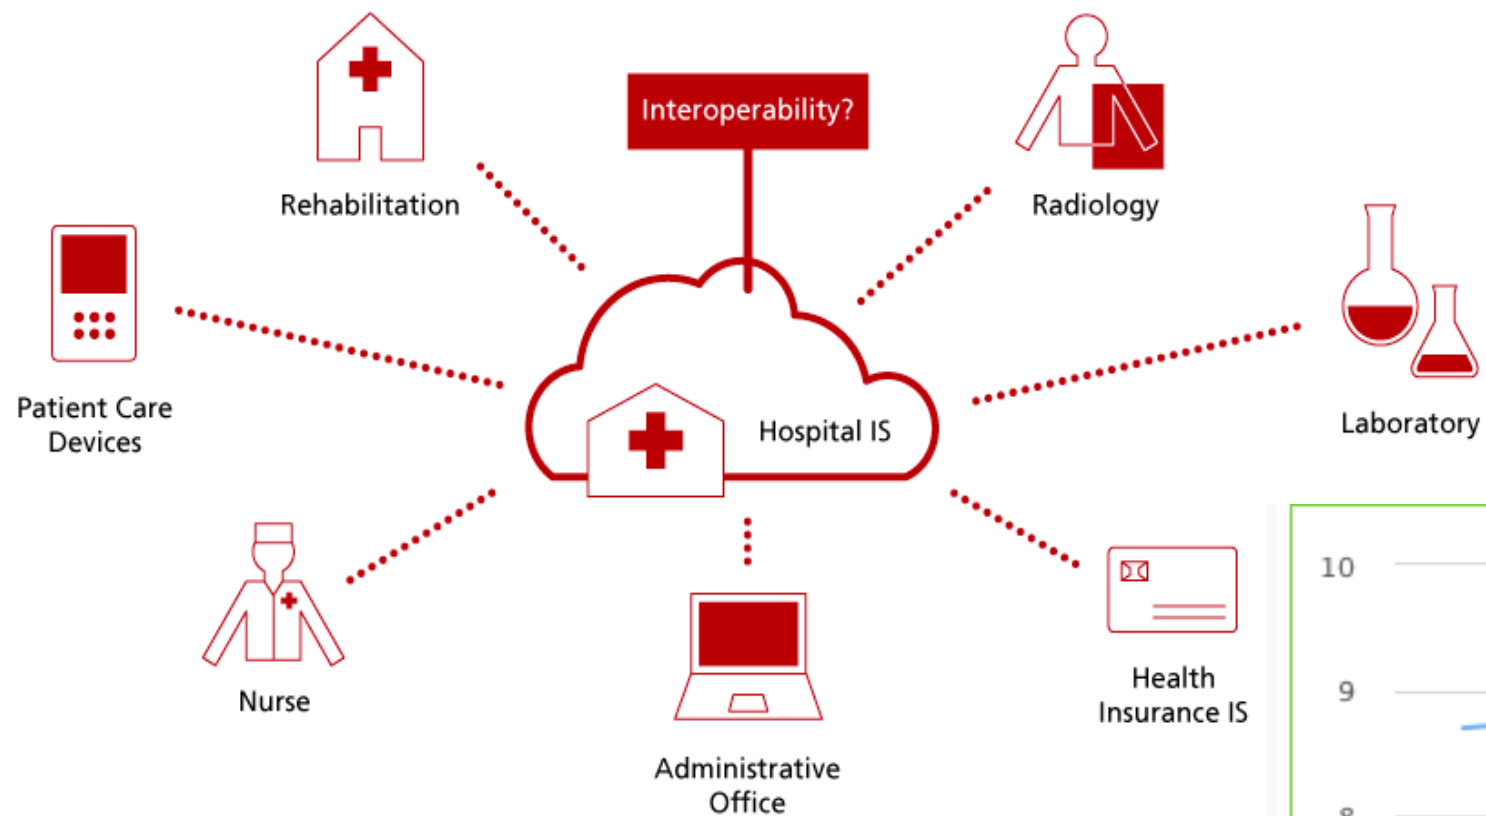 Interoperability?
Rehabilitation
Radiology
Patient Care
Devices
Hospital IS
Laboratory
Nurse
Health
Insurance IS
Administrative
Office
10
9